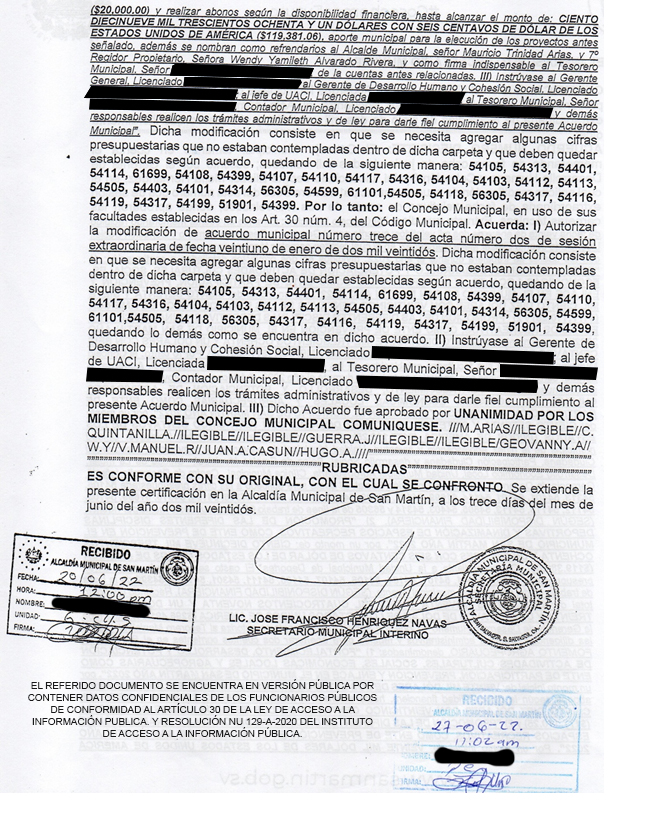 ($20,000.00) y realizar abonos según la disponibilidad financiera, hasta alcanzar el monto de: CIENTO
DIECINUEVE MIL TRESCIENTOS OCHENTA Y UN DÓLARES CON SEIS CENTAVOS DE DÓLAR DE LOS
ESTADOS UNIDOS DE AMÉRICA ($119,381.06), aporte municipal para la ejecución de los proyectos antes
señalado, además se nombran como refrendarios al Alcalde Municipal, señor Mauricio Trinidad Arias, y 7ª
Regidor Propietario, Señora Wendy Yamileth Alvarado Rivera, y como firma indispensable al Tesorero
Municipal, Señor de la cuentas antes relacionadas. III) Instrúyase al Gerente
General, Licenciado al Gerente de Desarrollo Humano y Cohesión Social, Licenciado
; al jefe de UACI, Licenciada al Tesorero Municipal, Señor
Contador Municipal, Licenciado y demás
responsables realicen los trámites administrativos y de ley para darle fiel cumplimiento al presente Acuerdo
Municipal". Dicha modificación consiste en que se necesita agregar algunas cifras
presupuestarias que no estaban contempladas dentro de dicha carpeta y que deben quedar
establecidas según acuerdo, quedando de la siguiente manera: 54105, 54313, 54401,
54114, 61699, 54108, 54399, 54107, 54110, 54117, 54316, 54104, 54103, 54112, 54113,
54505, 54403, 54101, 54314, 56305, 54599, 61101,54505, 54118, 56305, 54317, 54116,
54119, 54317, 54199, 51901, 54399. Por lo tanto: el Concejo Municipal, en uso de sus
facultades establecidas en los Art. 30 núm. 4, del Código Municipal. Acuerda: I) Autorizar
la modificación de acuerdo municipal número trece del acta número dos de sesión
extraordinaria de fecha veintiuno de enero de dos mil veintidós. Dicha modificación consiste
en que se necesita agregar algunas cifras presupuestarias que no estaban contempladas
dentro de dicha carpeta y que deben quedar establecidas según acuerdo, quedando de la
siguiente manera: 54105, 54313, 54401, 54114, 61699, 54108, 54399, 54107, 54110,
54117, 54316, 54104, 54103, 54112, 54113, 54505, 54403, 54101, 54314, 56305, 54599,
61101,54505, 54118, 56305, 54317, 54116, 54119, 54317, 54199, 51901, 54399,
quedando lo demás como se encuentra en dicho acuerdo. II) Instrúyase al Gerente de
Desarrollo Humano y Cohesión Social, Licenciado ; al jefe
de UACI, Licenciada , al Tesorero Municipal, Señor
, Contador Municipal, Licenciado y demás
responsables realicen los trámites administrativos y de ley para darle fiel cumplimiento al
presente Acuerdo Municipal. III) Dicho Acuerdo fue aprobado por UNANIMIDAD POR LOS
MIEMBROS DEL CONCEJO MUNICIPAL COMUNIQUESE. ///M.ARIAS//ILEGIBLE//C.
QUINTANILLA.//ILEGIBLE//ILEGIBLE//GUERRA.J//ILEGIBLE//ILEGIBLE/GEOVANNY.A//
W.Y//V.MANUEL.R//JUAN.A.CASUN//HUGO.A.////""""""""""""""""""""""""""""""""""""""""
""""""""""""""""""""""""""""""RUBRICADAS""""""""""""""""""""""""""""""
ES CONFORME CON SU ORIGINAL, CON EL CUAL SE CONFRONTO. Se extiende la
presente certificación en la Alcaldía Municipal de San Martín, a los trece días del mes de
junio del año dos mil veintidós.
RECIBIDO
ALCALDÍA MUNICIPAL DE SAN MARTÍN
FECHA: 20/06/22
HORA: 12:00 pm
NOMBRE:
UNIDAD:
FIRMA:
LIC. JOSE FRANCISCO HENRIQUEZ NAVAS
SECRETARIO MUNICIPAL INTERINO
ALCALDIA MUNICIPAL DE SAN MARTIN
SECRETARIA MUNICIPAL
EL REFERIDO DOCUMENTO SE ENCUENTRA EN VERSIÓN PÚBLICA POR
CONTENER DATOS CONFIDENCIALES DE LOS FUNCIONARIOS PÚBLICOS
DE CONFORMIDAD AL ARTÍCULO 30 DE LA LEY DE ACCESO A LA
INFORMACIÓN PUBLICA. Y RESOLUCIÓN NU 129-A-2020 DEL INSTITUTO
DE ACCESO A LA INFORMACIÓN PÚBLICA.
RECIBIDO
ALCALDÍA MUNICIPAL DE SAN MARTÍN
27-06-22.
11:02am
UNIDAD:
FIRMA: